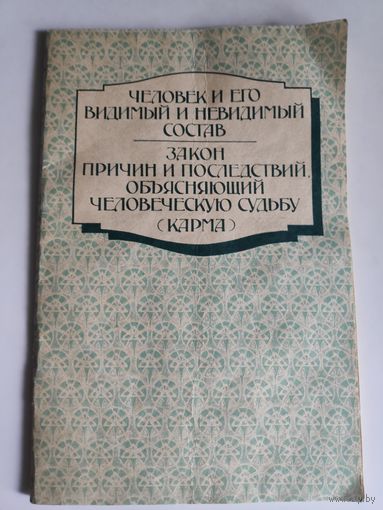 ЧЕЛОВЕК И ЕГО
ВИДИМЫЙ И НЕВИДИМЫЙ
СОСТАВ
ЗАКОН
ПРИЧИН И ПОСЛЕДСТВИЙ,
ОБЪЯСНЯЮЩИЙ
ЧЕЛОВЕЧЕСКУЮ СУДЬБУ
(КАРМА)